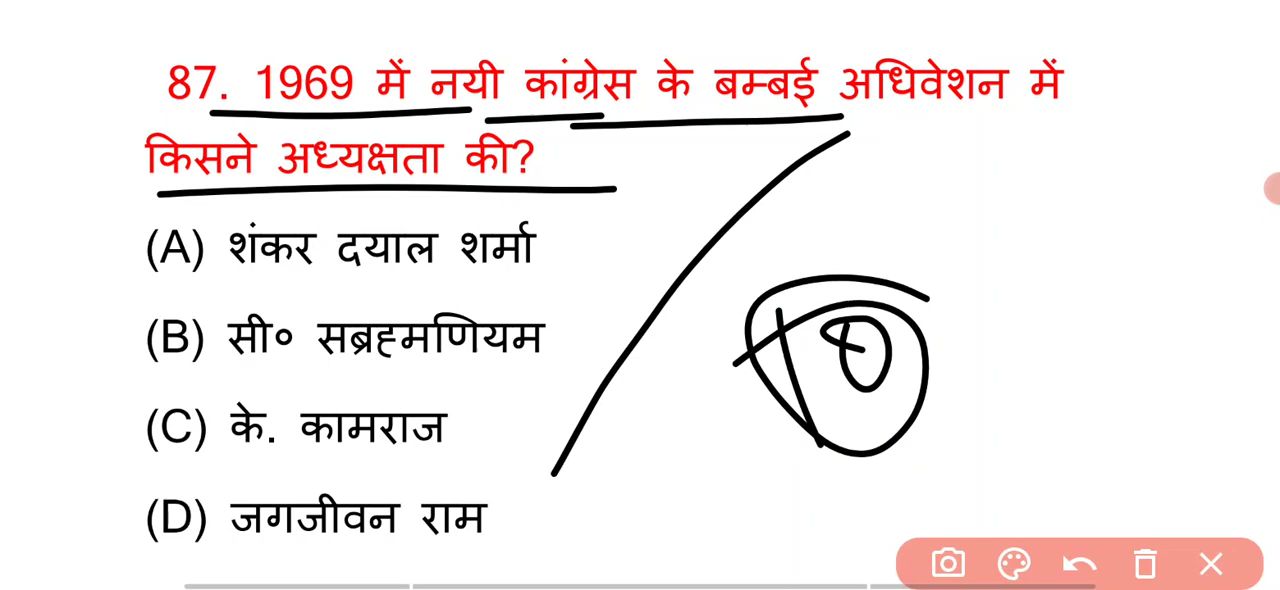 87. 1969 में नयी कांग्रेस के बम्बई अधिवेशन में
किसने अध्यक्षता की?
(A) शंकर दयाल शर्मा
(B) सी० सब्रह्मणियम
(C) के. कामराज
(D) जगजीवन राम